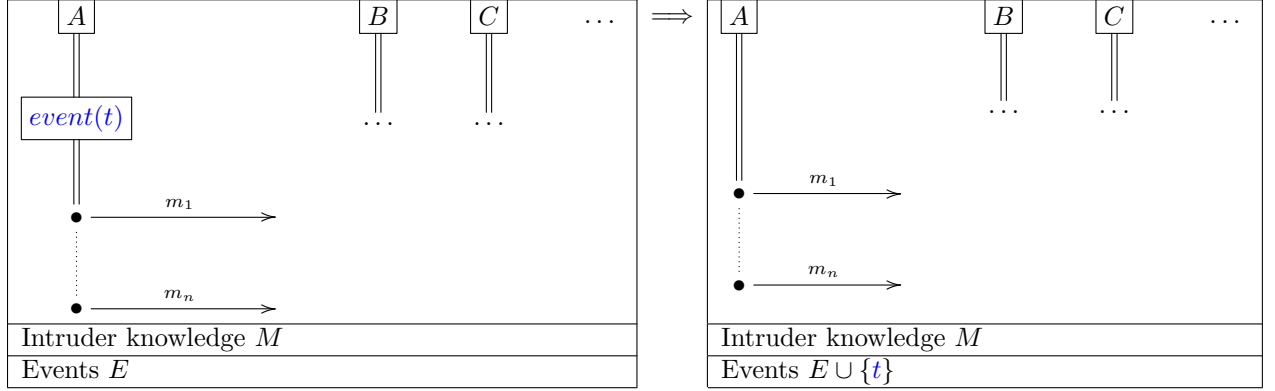 A B C … ⟹ A B C …
event(t) … … … …
m₁ m₁
mₙ mₙ
Intruder knowledge M Intruder knowledge M
Events E Events E ∪ {t}